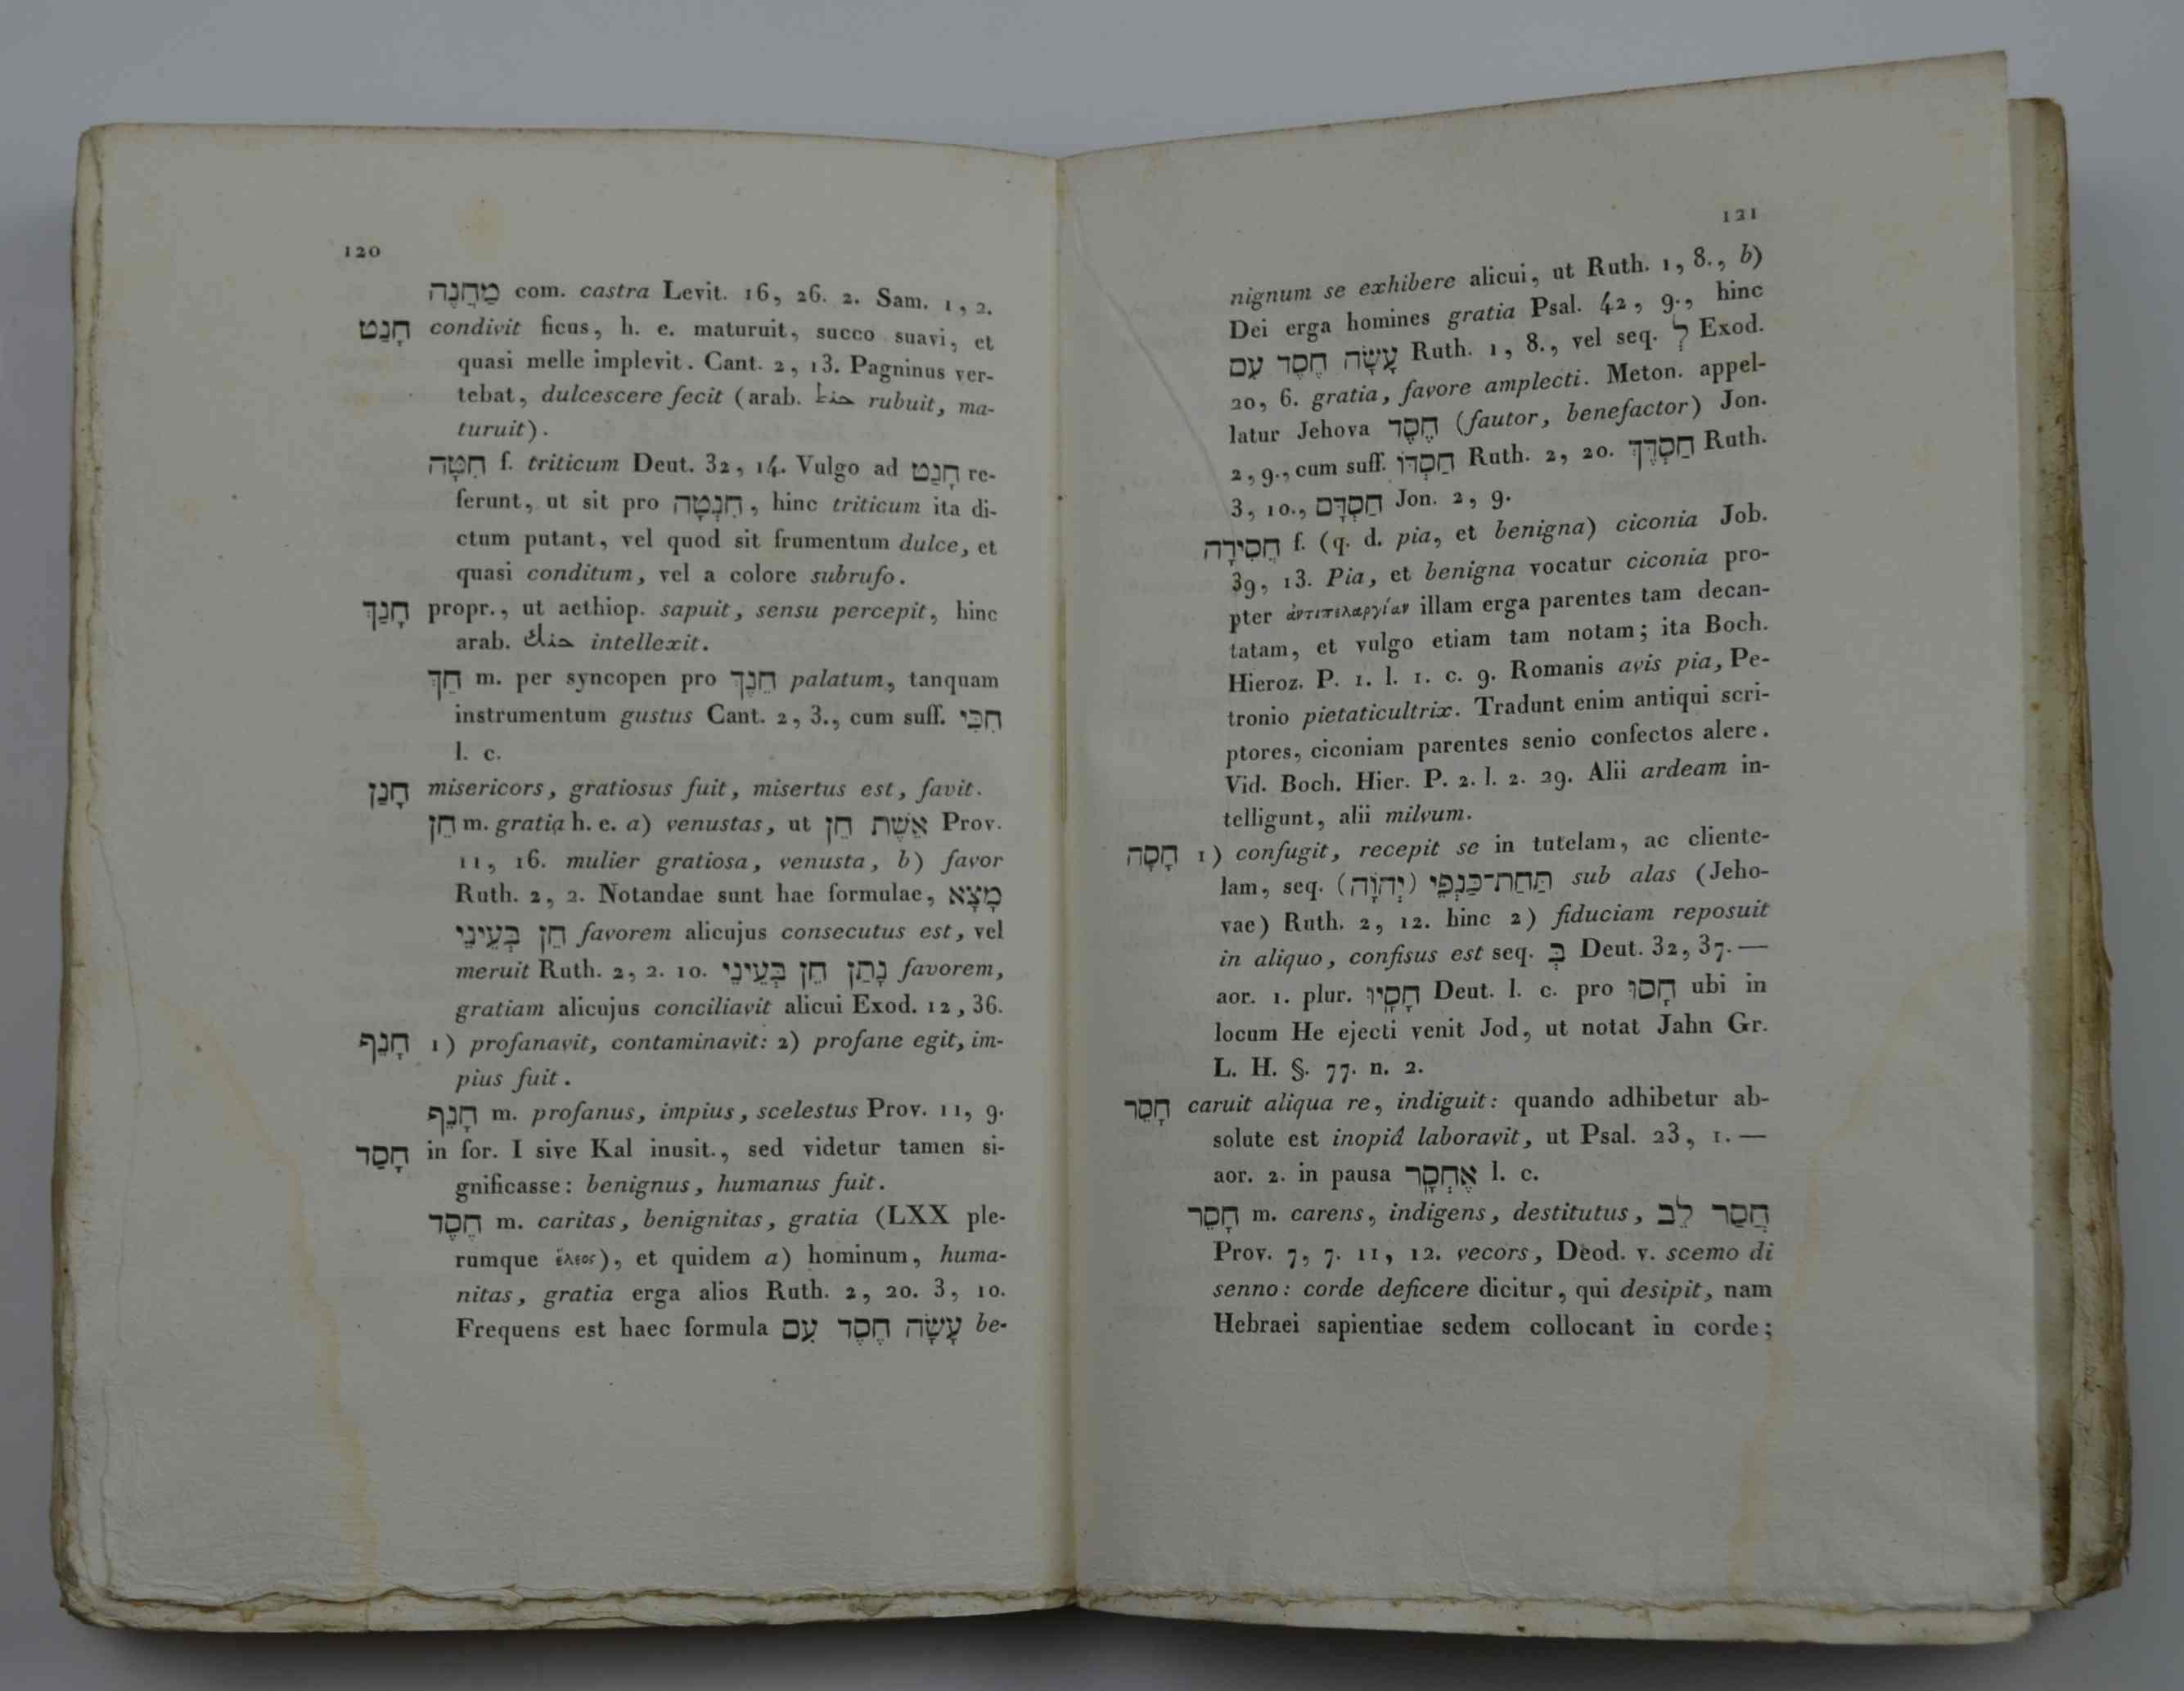 120
מַחֲנֶה com. castra Levit. 16, 26. 2. Sam. 1, 2.
חָנַט condivit ficus, h. e. maturuit, succo suavi, et
quasi melle implevit. Cant. 2, 13. Pagninus ver-
tebat, dulcescere fecit (arab. حنط rubuit, ma-
turuit).
חִטָּה f. triticum Deut. 32, 14. Vulgo ad חָנַט re-
ferunt, ut sit pro חִנְטָה, hinc triticum ita di-
ctum putant, vel quod sit frumentum dulce, et
quasi conditum, vel a colore subrufo.
חָנַךְ propr., ut aethiop. sapuit, sensu percepit, hinc
arab. حنك intellexit.
חֵךְ m. per syncopen pro חֵנֶךְ palatum, tanquam
instrumentum gustus Cant. 2, 3., cum suff. חִכִּי
l. c.
חָנַן misericors, gratiosus fuit, misertus est, favit.
חֵן m. gratia h. e. a) venustas, ut אֵשֶׁת חֵן Prov.
11, 16. mulier gratiosa, venusta, b) favor
Ruth. 2, 2. Notandae sunt hae formulae, מָצָא
חֵן בְּעֵינֵי favorem alicujus consecutus est, vel
meruit Ruth. 2, 2. 10. נָתַן חֵן בְּעֵינֵי favorem,
gratiam alicujus conciliavit alicui Exod. 12, 36.
חָנֵף 1) profanavit, contaminavit: 2) profane egit, im-
pius fuit.
חָנֵף m. profanus, impius, scelestus Prov. 11, 9.
חָסַד in for. I sive Kal inusit., sed videtur tamen si-
gnificasse: benignus, humanus fuit.
חֶסֶד m. caritas, benignitas, gratia (LXX ple-
rumque ἔλεος), et quidem a) hominum, huma-
nitas, gratia erga alios Ruth. 2, 20. 3, 10.
Frequens est haec formula עָשָׂה חֶסֶד עִם be-
121
nignum se exhibere alicui, ut Ruth. 1, 8., b)
Dei erga homines gratia Psal. 42, 9., hinc
עָשָׂה חֶסֶד עִם Ruth. 1, 8., vel seq. לְ Exod.
20, 6. gratia, favore amplecti. Meton. appel-
latur Jehova חֶסֶד (fautor, benefactor) Jon.
2, 9., cum suff. חַסְדּוֹ Ruth. 2, 20. חַסְדֵּךְ Ruth.
3, 10., חַסְדָּם Jon. 2, 9.
חֲסִידָה f. (q. d. pia, et benigna) ciconia Job.
39, 13. Pia, et benigna vocatur ciconia pro-
pter ἀντιπελαργίαν illam erga parentes tam decan-
tatam, et vulgo etiam tam notam; ita Boch.
Hieroz. P. 1. l. 1. c. 9. Romanis avis pia, Pe-
tronio pietaticultrix. Tradunt enim antiqui scri-
ptores, ciconiam parentes senio confectos alere.
Vid. Boch. Hier. P. 2. l. 2. 29. Alii ardeam in-
telligunt, alii milvum.
חָסָה 1) confugit, recepit se in tutelam, ac cliente-
lam, seq. תַּחַת־כַּנְפֵי (יְהֹוָה) sub alas (Jeho-
vae) Ruth. 2, 12. hinc 2) fiduciam reposuit
in aliquo, confisus est seq. בְּ Deut. 32, 37. —
aor. 1. plur. חָסָיוּ Deut. l. c. pro חָסוּ ubi in
locum He ejecti venit Jod, ut notat Jahn Gr.
L. H. §. 77. n. 2.
חָסֵר caruit aliqua re, indiguit: quando adhibetur ab-
solute est inopiâ laboravit, ut Psal. 23, 1. —
aor. 2. in pausa אֶחְסָר l. c.
חָסֵר m. carens, indigens, destitutus, חֲסַר לֵב
Prov. 7, 7. 11, 12. vecors, Deod. v. scemo di
senno: corde deficere dicitur, qui desipit, nam
Hebraei sapientiae sedem collocant in corde;